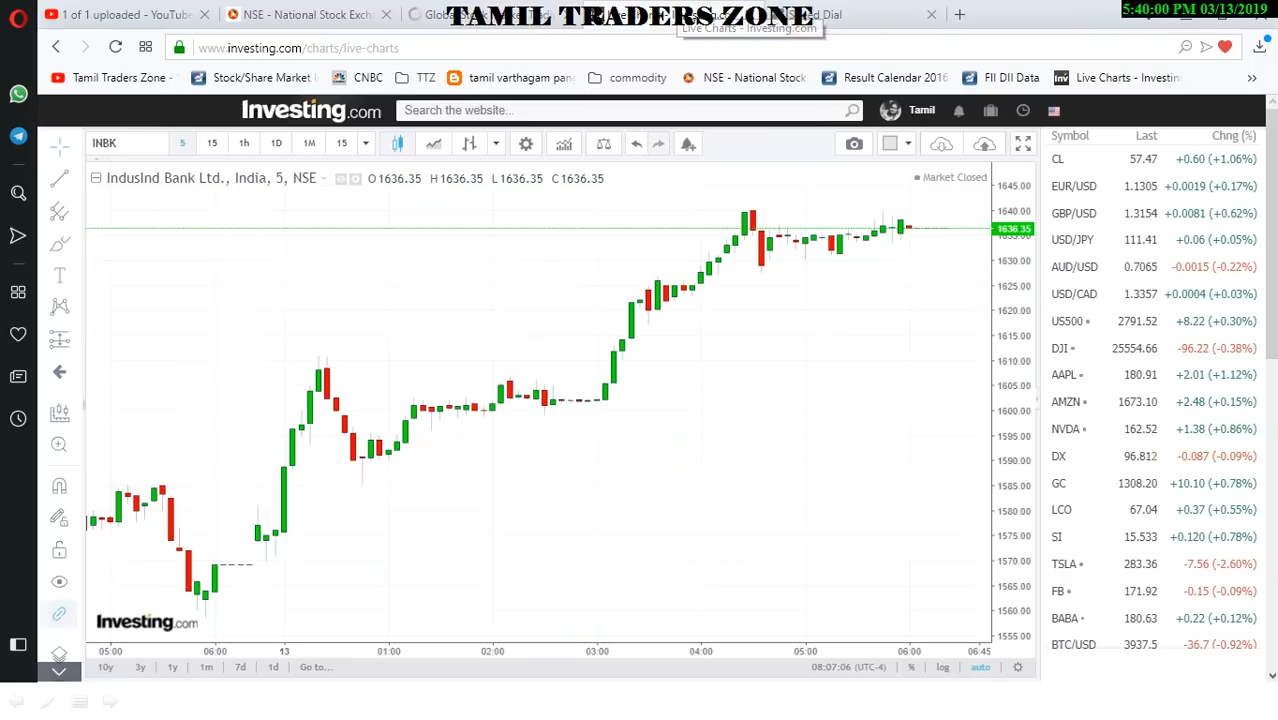 1 of 1 uploaded - YouTube
NSE - National Stock Exch
TAMIL TRADERS ZONE
Dial
5:40:00 PM 03/13/2019
Live Charts - Investing.com
www.investing.com/charts/live-charts
Tamil Traders Zone -
Stock/Share Market
CNBC
TTZ
tamil varthagam pan
commodity
NSE - National Stock
Result Calendar 2016
FII DII Data
Live Charts - Investin
Investing.com
Search the website...
Tamil
INBK
5
15
1h
1D
1M
15
Symbol Last Chng (%)
IndusInd Bank Ltd., India, 5, NSE
O 1636.35 H 1636.35 L 1636.35 C 1636.35
Market Closed
CL 57.47 +0.60 (+1.06%)
EUR/USD 1.1305 +0.0019 (+0.17%)
GBP/USD 1.3154 +0.0081 (+0.62%)
USD/JPY 111.41 +0.06 (+0.05%)
AUD/USD 0.7065 -0.0015 (-0.22%)
USD/CAD 1.3357 +0.0004 (+0.03%)
US500 2791.52 +8.22 (+0.30%)
DJI 25554.66 -96.22 (-0.38%)
AAPL 180.91 +2.01 (+1.12%)
AMZN 1673.10 +2.48 (+0.15%)
NVDA 162.52 +1.38 (+0.86%)
DX 96.812 -0.087 (-0.09%)
GC 1308.20 +10.10 (+0.78%)
LCO 67.04 +0.37 (+0.55%)
SI 15.533 +0.120 (+0.78%)
TSLA 283.36 -7.56 (-2.60%)
FB 171.92 -0.15 (-0.09%)
BABA 180.63 +0.22 (+0.12%)
BTC/USD 3937.5 -36.7 (-0.92%)
1645.00
1640.00
1636.35
1635.00
1630.00
1625.00
1620.00
1615.00
1610.00
1605.00
1600.00
1595.00
1590.00
1585.00
1580.00
1575.00
1570.00
1565.00
1560.00
1555.00
Investing.com
05:00 06:00 13 01:00 02:00 03:00 04:00 05:00 06:00 06:45
10y 3y 1y 1m 7d 1d Go to...
08:07:06 (UTC-4) % log auto